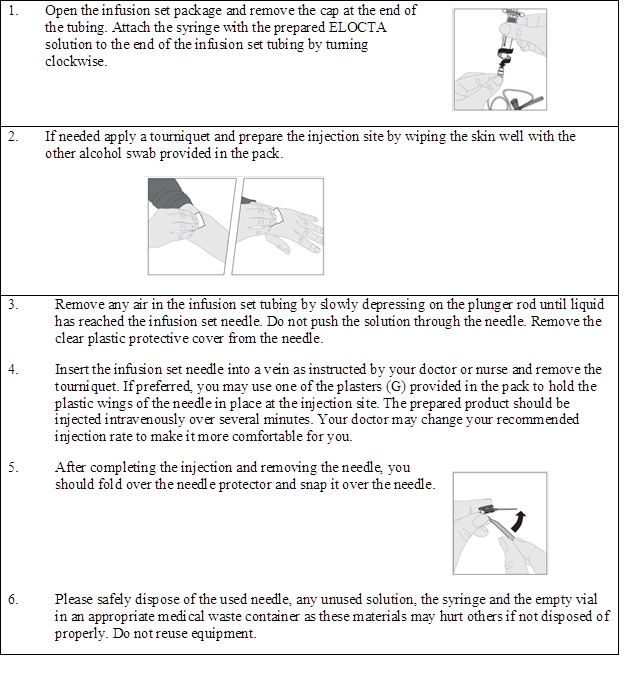 1. Open the infusion set package and remove the cap at the end of
the tubing. Attach the syringe with the prepared ELOCTA
solution to the end of the infusion set tubing by turning
clockwise.
2. If needed apply a tourniquet and prepare the injection site by wiping the skin well with the
other alcohol swab provided in the pack.
3. Remove any air in the infusion set tubing by slowly depressing on the plunger rod until liquid
has reached the infusion set needle. Do not push the solution through the needle. Remove the
clear plastic protective cover from the needle.
4. Insert the infusion set needle into a vein as instructed by your doctor or nurse and remove the
tourniquet. If preferred, you may use one of the plasters (G) provided in the pack to hold the
plastic wings of the needle in place at the injection site. The prepared product should be
injected intravenously over several minutes. Your doctor may change your recommended
injection rate to make it more comfortable for you.
5. After completing the injection and removing the needle, you
should fold over the needle protector and snap it over the needle.
6. Please safely dispose of the used needle, any unused solution, the syringe and the empty vial
in an appropriate medical waste container as these materials may hurt others if not disposed of
properly. Do not reuse equipment.